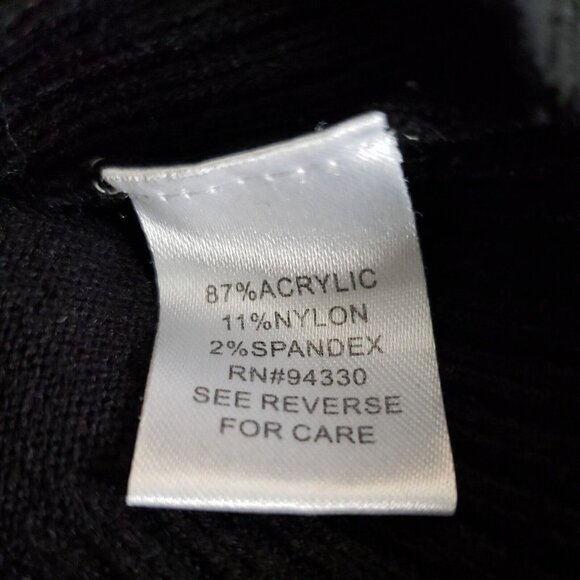 87%ACRYLIC
11%NYLON
2%SPANDEX
RN#94330
SEE REVERSE
FOR CARE